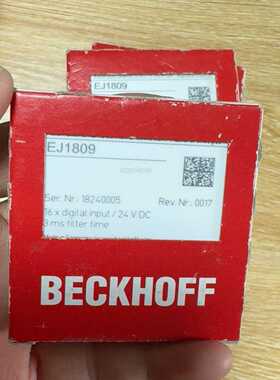 EJ1809
EJ1809
Ser. Nr.: 18240005
Rev. Nr.: 0017
16 x digital input / 24 V DC
3 ms filter time
BECKHOFF